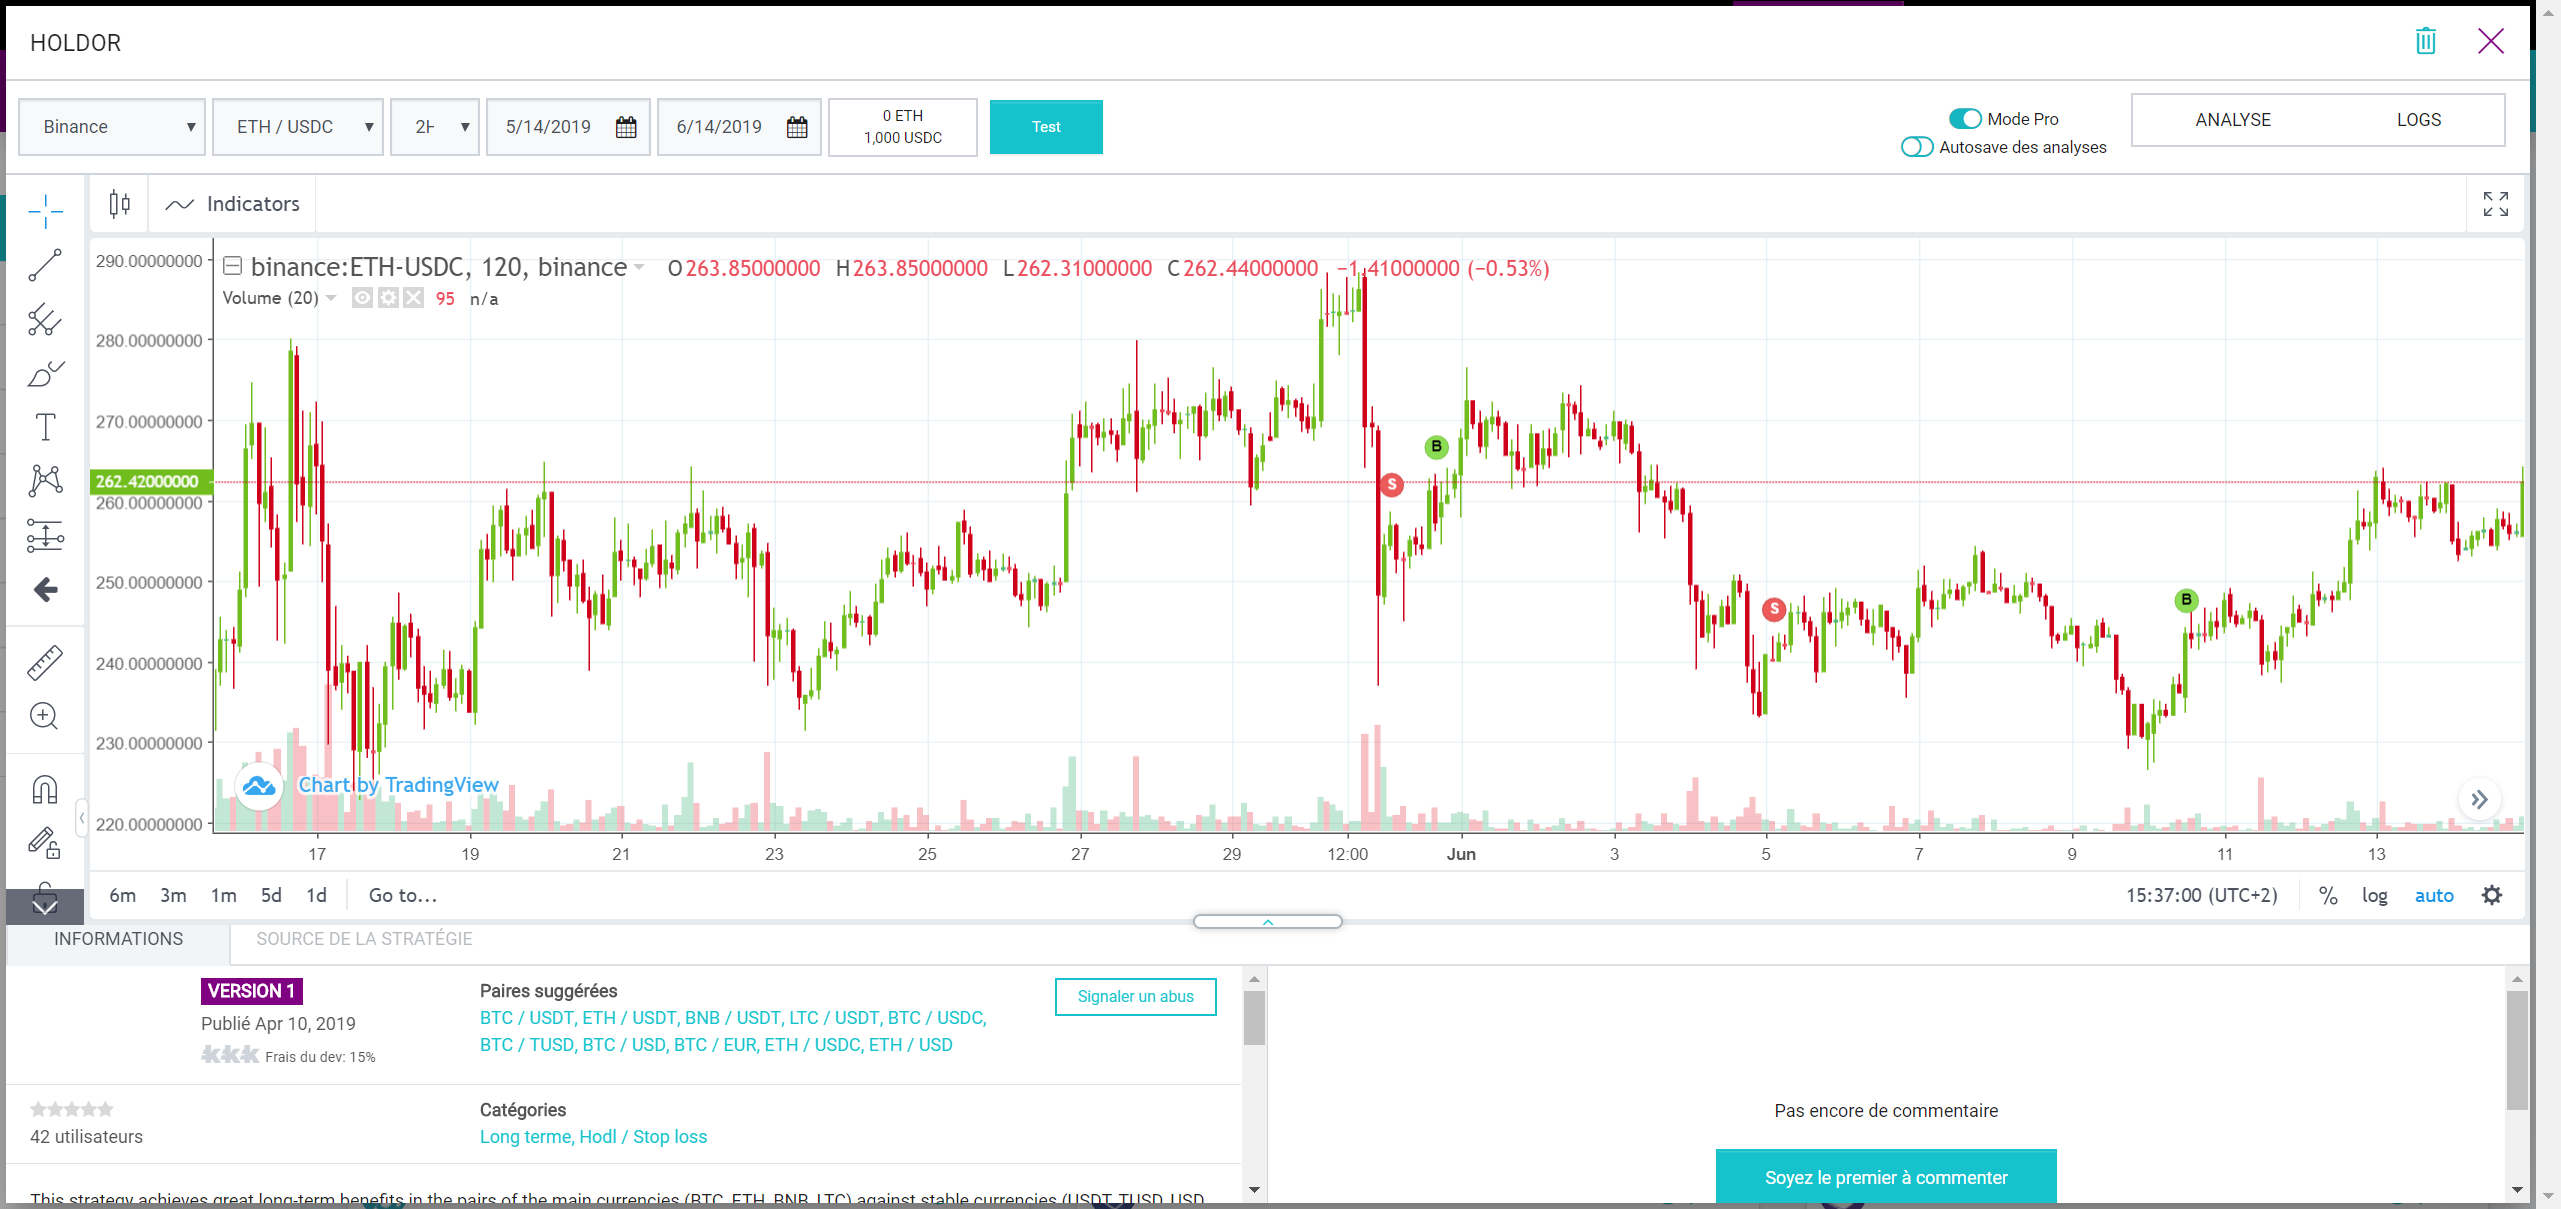 HOLDOR
Binance ETH / USDC 2H 5/14/2019 6/14/2019 0 ETH Test
1,000 USDC
Mode Pro
Autosave des analyses
ANALYSE LOGS
Indicators
binance:ETH-USDC, 120, binance O263.85000000 H263.85000000 L262.31000000 C262.44000000 −1.41000000 (−0.53%)
Volume (20) 95 n/a
290.00000000
280.00000000
270.00000000
262.42000000
260.00000000
250.00000000
240.00000000
230.00000000
220.00000000
S
B
S
B
Chart by TradingView
17 19 21 23 25 27 29 12:00 Jun 3 5 7 9 11 13
6m 3m 1m 5d 1d Go to... 15:37:00 (UTC+2) % log auto
INFORMATIONS SOURCE DE LA STRATÉGIE
VERSION 1
Publié Apr 10, 2019
Frais du dev: 15%
Paires suggérées
BTC / USDT, ETH / USDT, BNB / USDT, LTC / USDT, BTC / USDC,
BTC / TUSD, BTC / USD, BTC / EUR, ETH / USDC, ETH / USD
Signaler un abus
42 utilisateurs
Catégories
Long terme, Hodl / Stop loss
This strategy achieves great long-term benefits in the pairs of the main currencies (BTC, ETH, BNB, LTC) against stable currencies (USDT, TUSD, USD,
Pas encore de commentaire
Soyez le premier à commenter